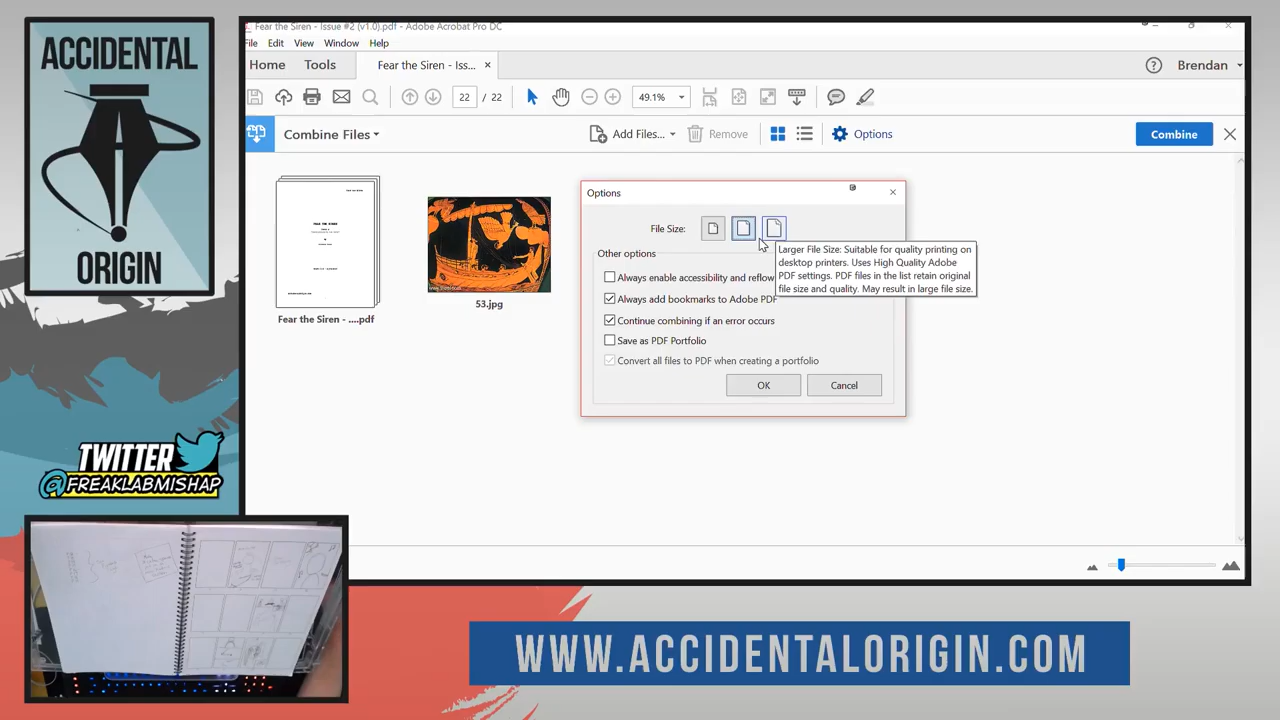 ACCIDENTAL
ORIGIN
Fear the Siren - Issue #2 (v1.0).pdf - Adobe Acrobat Pro DC
File Edit View Window Help
Home Tools Fear the Siren - Iss... × Brendan
22 / 22 49.1%
Combine Files Add Files... Remove Options Combine
Options
File Size:
Larger File Size: Suitable for quality printing on
desktop printers. Uses High Quality Adobe
PDF settings. PDF files in the list retain original
file size and quality. May result in large file size.
Other options
Always enable accessibility and reflow
Always add bookmarks to Adobe PDF
Continue combining if an error occurs
Save as PDF Portfolio
Convert all files to PDF when creating a portfolio
OK Cancel
FEAR THE SIREN
53.jpg
Fear the Siren - ....pdf
TWITTER
@FREAKLABMISHAP
WWW.ACCIDENTALORIGIN.COM